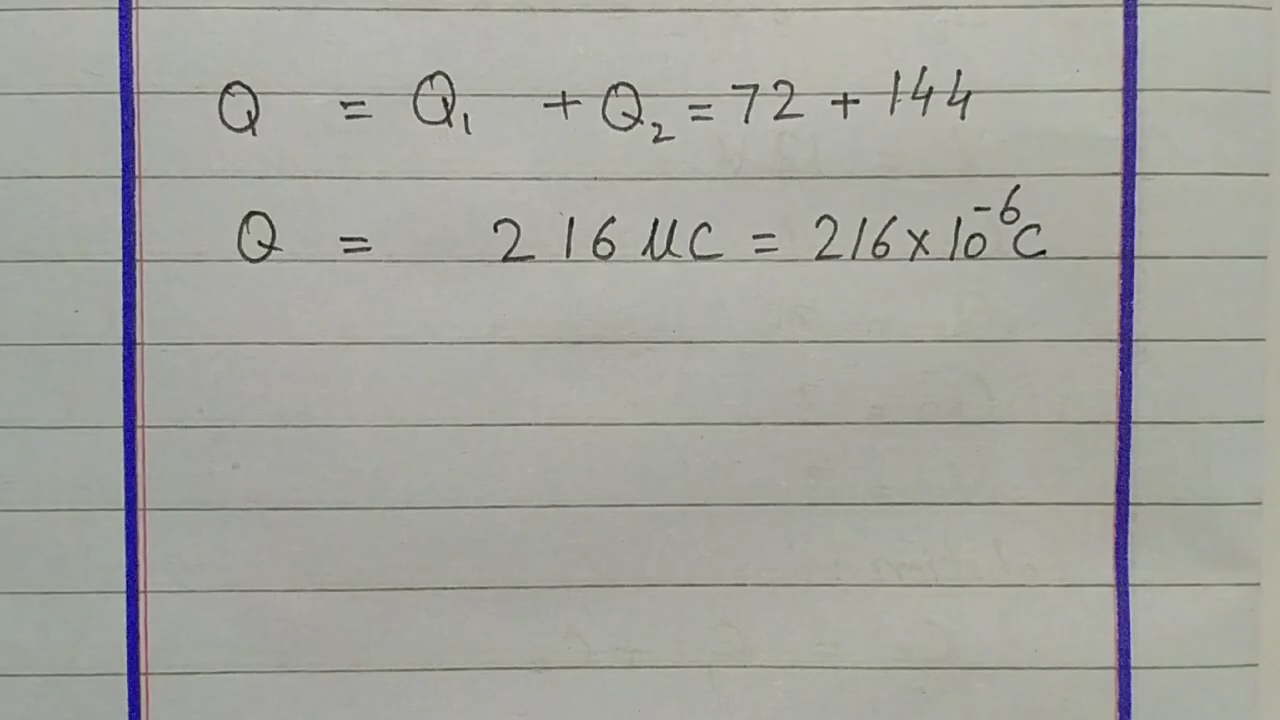 Q = Q₁ + Q₂ = 72 + 144
Q = 216 μC = 216 × 10⁻⁶ C